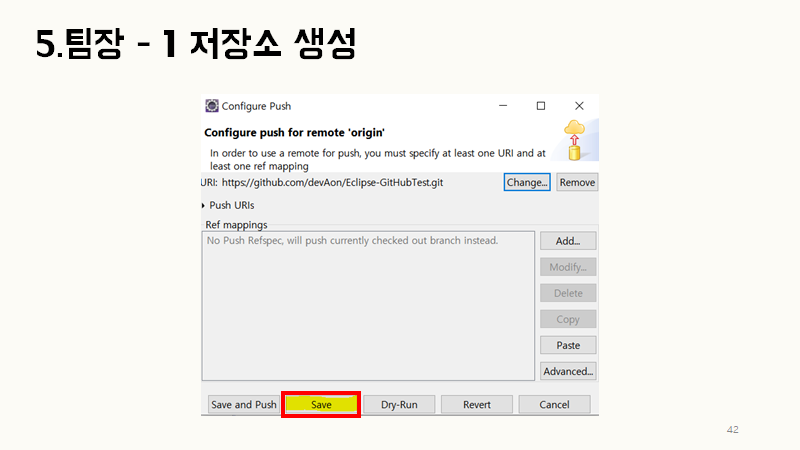 5.팀장 - 1 저장소 생성
Configure Push
Configure push for remote 'origin'
In order to use a remote for push, you must specify at least one URI and at
least one ref mapping
URI: https://github.com/devAon/Eclipse-GitHubTest.git Change... Remove
Push URIs
Ref mappings
No Push Refspec, will push currently checked out branch instead.
Add...
Modify...
Delete
Copy
Paste
Advanced...
Save and Push Save Dry-Run Revert Cancel
42